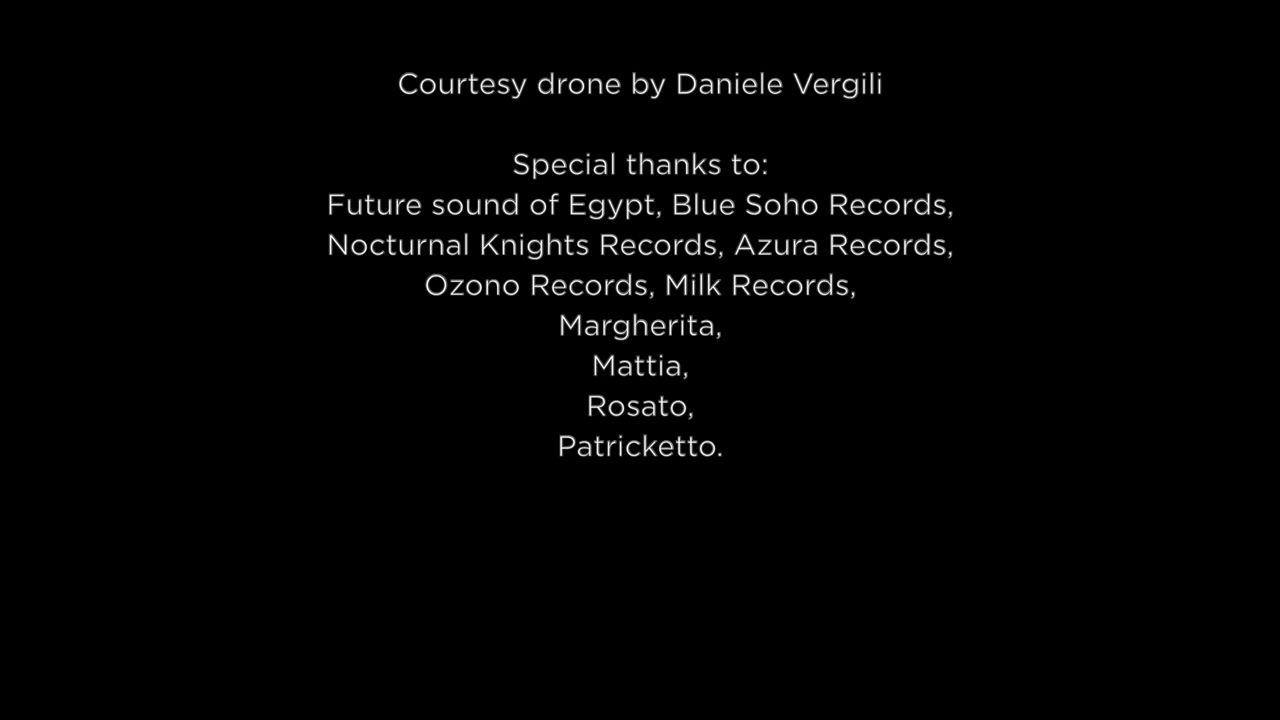 Courtesy drone by Daniele Vergili
Special thanks to:
Future sound of Egypt, Blue Soho Records,
Nocturnal Knights Records, Azura Records,
Ozono Records, Milk Records,
Margherita,
Mattia,
Rosato,
Patricketto.